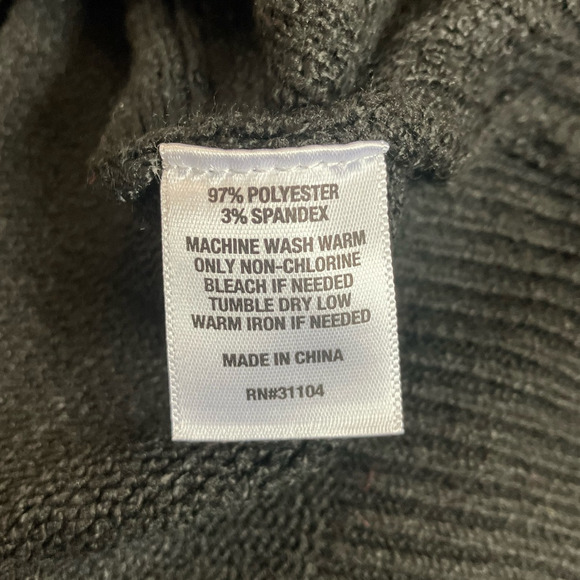 97% POLYESTER
3% SPANDEX
MACHINE WASH WARM
ONLY NON-CHLORINE
BLEACH IF NEEDED
TUMBLE DRY LOW
WARM IRON IF NEEDED
MADE IN CHINA
RN#31104